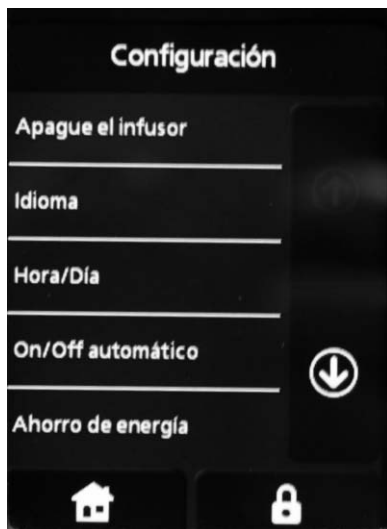 Configuración
Apague el infusor
Idioma
Hora/Día
On/Off automático
Ahorro de energía